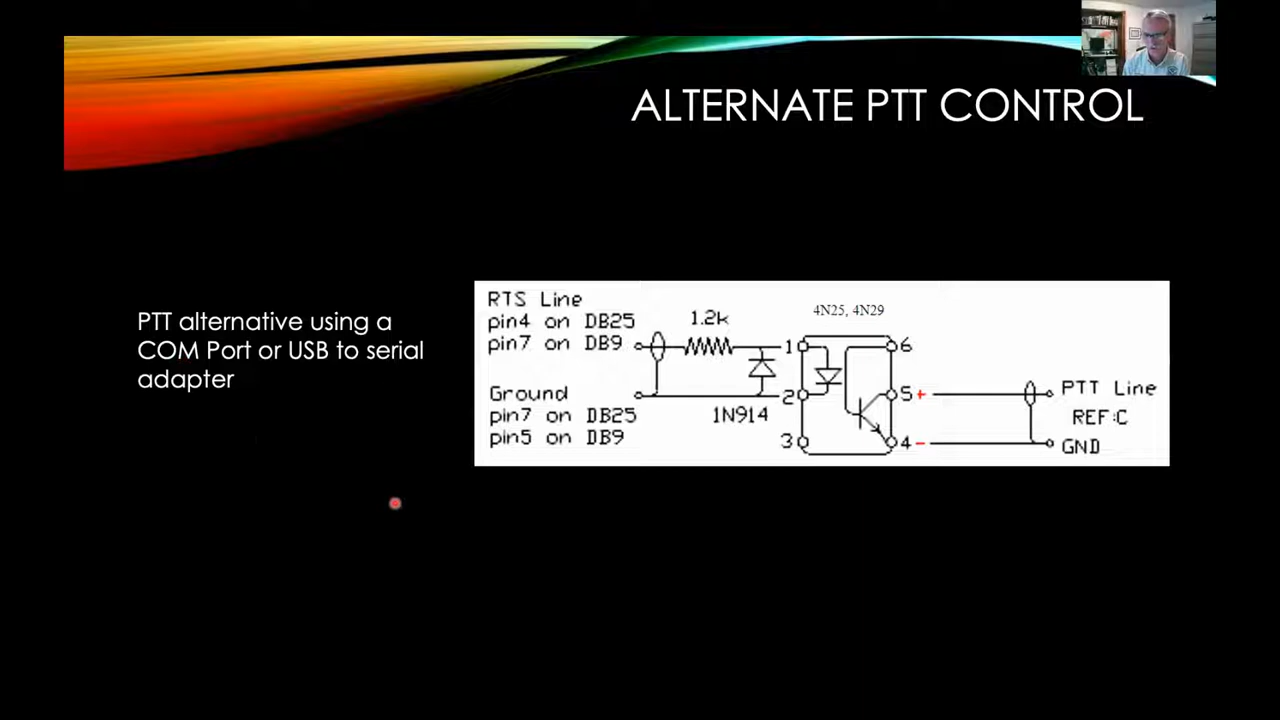 ALTERNATE PTT CONTROL
PTT alternative using a
COM Port or USB to serial
adapter
RTS Line
pin4 on DB25
pin7 on DB9
Ground
pin7 on DB25
pin5 on DB9
1.2k
1N914
4N25, 4N29
1
2
3
6
5+
4-
PTT Line
REF:C
GND